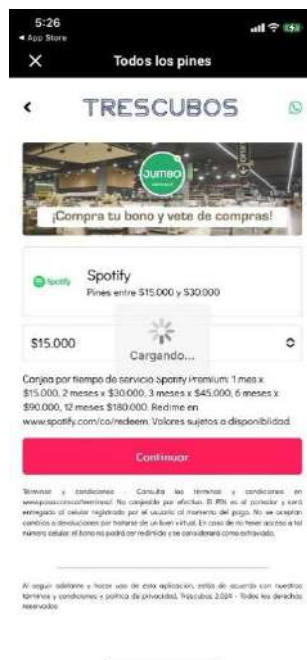 5:26
◄ App Store
Todos los pines
TRESCUBOS
JUMBO
¡Compra tu bono y vete de compras!
Spotify
Spotify
Pines entre $15.000 y $30.000
$15.000
Cargando...
Canjea por tiempo de servicio Spotify Premium: 1 mes x
$15.000, 2 meses x $30.000, 3 meses x $45.000, 6 meses x
$90.000, 12 meses $180.000. Redime en
www.spotify.com/co/redeem. Valores sujetos a disponibilidad.
Continuar
Términos y condiciones - Consulta los términos y condiciones en
No canjeable por efectivo. El PIN es al portador y será
entregado al celular registrado por el usuario al momento del pago. No se aceptan
cambios o devoluciones por tratarse de un bien virtual. En caso de no tener acceso a tal
número celular el bono no podrá ser redimido y se considerará como extraviado.
Al seguir adelante y hacer uso de esta aplicación, estás de acuerdo con nuestros
términos y condiciones y política de privacidad, Trescubos 2.024 - Todos los derechos
reservados